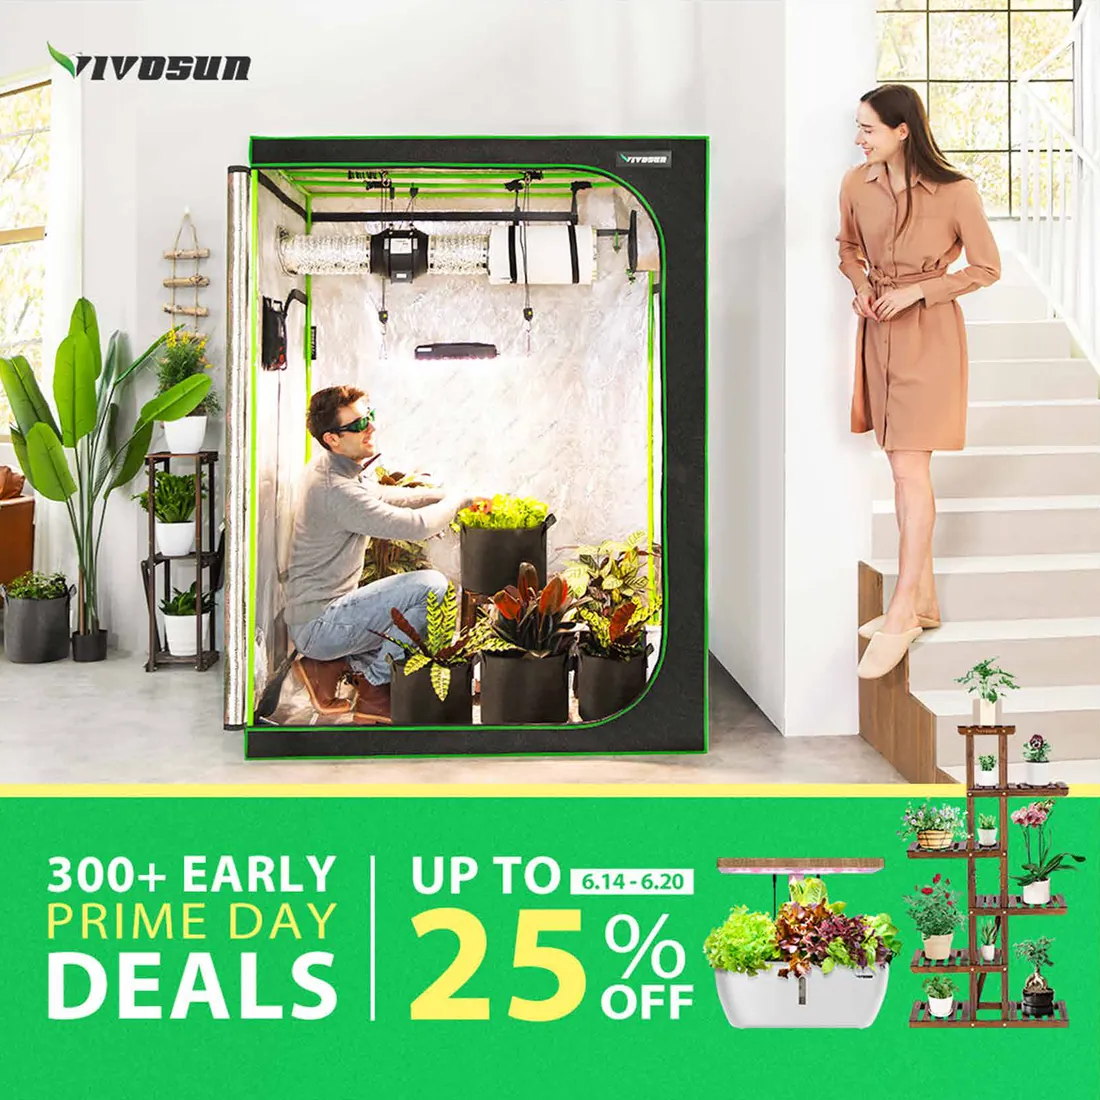 VIVOSUN
VIVOSUN
300+ EARLY
PRIME DAY
DEALS
UP TO
6.14 - 6.20
25%
OFF